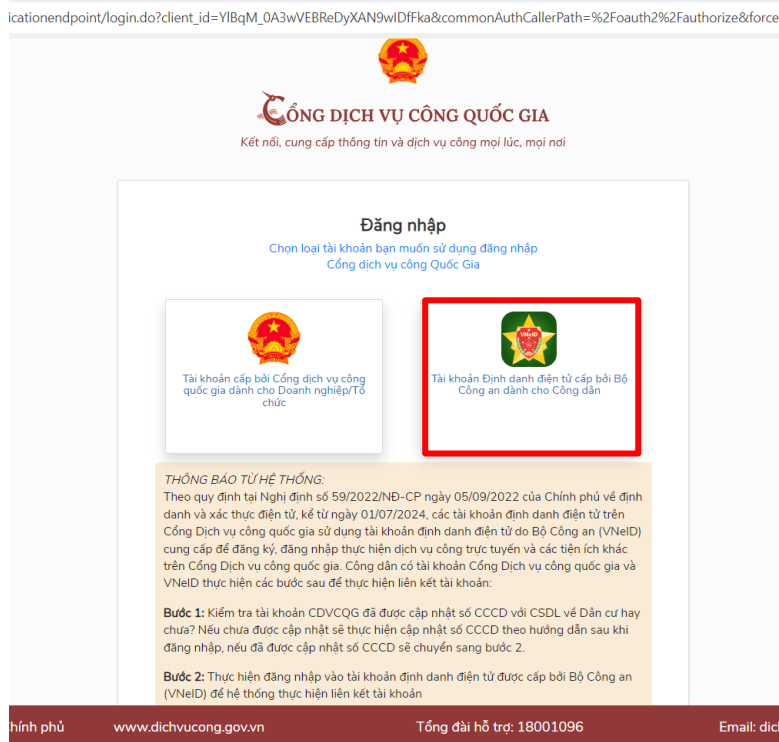 icationendpoint/login.do?client_id=YlBqM_0A3wVEBReDyXAN9wIDfFka&commonAuthCallerPath=%2Foauth2%2Fauthorize&force
CỔNG DỊCH VỤ CÔNG QUỐC GIA
Kết nối, cung cấp thông tin và dịch vụ công mọi lúc, mọi nơi
Đăng nhập
Chọn loại tài khoản bạn muốn sử dụng đăng nhập
Cổng dịch vụ công Quốc Gia
Tài khoản cấp bởi Cổng dịch vụ công
quốc gia dành cho Doanh nghiệp/Tổ
chức
VNeID
Tài khoản Định danh điện tử cấp bởi Bộ
Công an dành cho Công dân
THÔNG BÁO TỪ HỆ THỐNG:
Theo quy định tại Nghị định số 59/2022/NĐ-CP ngày 05/09/2022 của Chính phủ về định
danh và xác thực điện tử, kể từ ngày 01/07/2024, các tài khoản định danh điện tử trên
Cổng Dịch vụ công quốc gia sử dụng tài khoản định danh điện tử do Bộ Công an (VNeID)
cung cấp để đăng ký, đăng nhập thực hiện dịch vụ công trực tuyến và các tiện ích khác
trên Cổng Dịch vụ công quốc gia. Công dân có tài khoản Cổng Dịch vụ công quốc gia và
VNeID thực hiện các bước sau để thực hiện liên kết tài khoản:
Bước 1: Kiểm tra tài khoản CDVCQG đã được cập nhật số CCCD với CSDL về Dân cư hay
chưa? Nếu chưa được cập nhật sẽ thực hiện cập nhật số CCCD theo hướng dẫn sau khi
đăng nhập, nếu đã được cập nhật số CCCD sẽ chuyển sang bước 2.
Bước 2: Thực hiện đăng nhập vào tài khoản định danh điện tử được cấp bởi Bộ Công an
(VNeID) để hệ thống thực hiện liên kết tài khoản
hính phủ www.dichvucong.gov.vn Tổng đài hỗ trợ: 18001096 Email: dicl